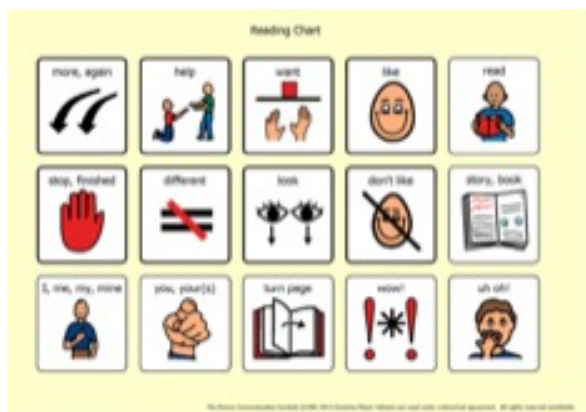 Reading Chart
more, again help want like read
stop, finished different look don't like story, book
I, me, my, mine you, your(s) turn page wow! uh oh!